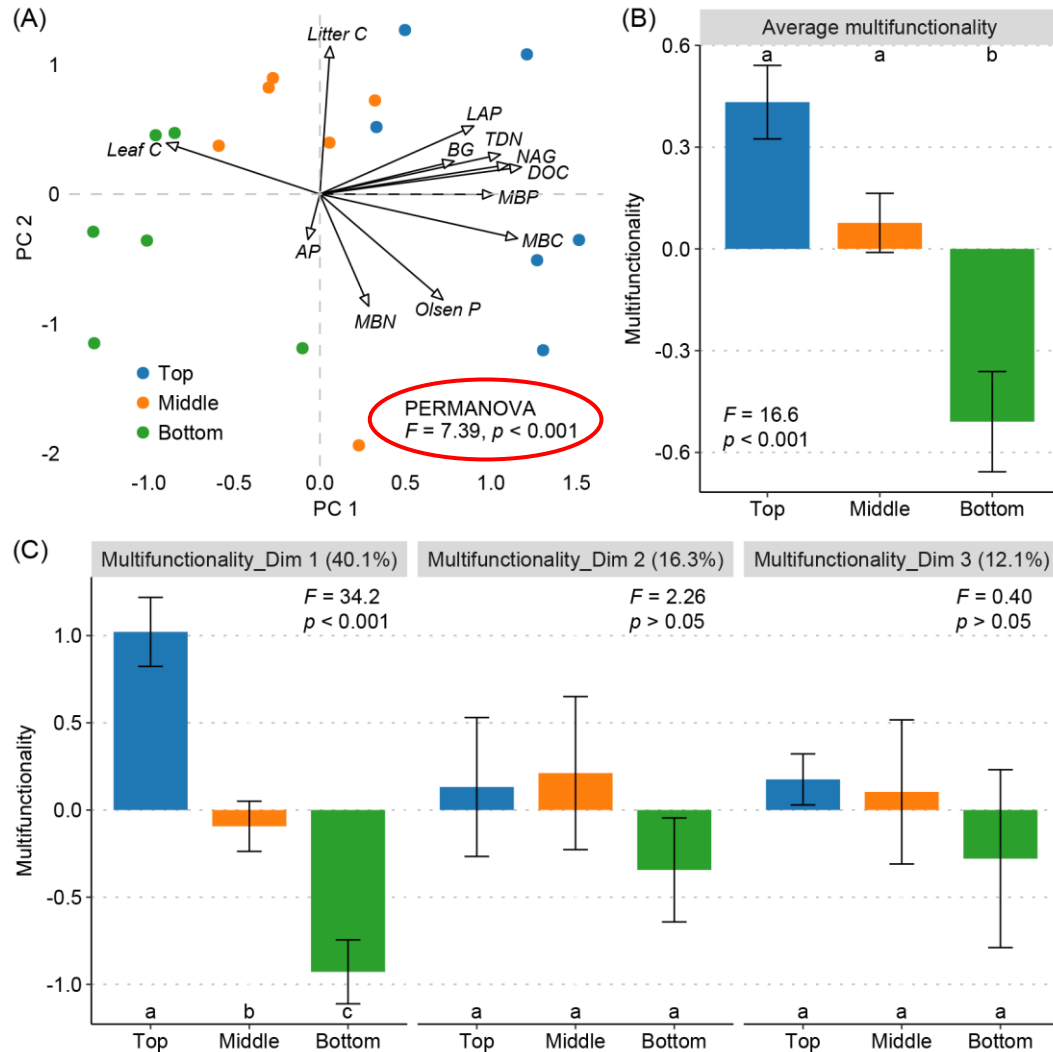 (A)
Litter C
LAP
TDN
BG
NAG
DOC
Leaf C
MBP
MBC
AP
Olsen P
MBN
1
0
-1
-2
PC 2
Top
Middle
Bottom
PERMANOVA
F = 7.39, p < 0.001
-1.0 -0.5 0.0 0.5 1.0 1.5
PC 1
(B)
Average multifunctionality
a a b
0.6
0.3
0.0
-0.3
-0.6
Multifunctionality
F = 16.6
p < 0.001
Top Middle Bottom
(C)
Multifunctionality_Dim 1 (40.1%)
F = 34.2
p < 0.001
1.0
0.5
0.0
-0.5
-1.0
Multifunctionality
a b c
Top Middle Bottom
Multifunctionality_Dim 2 (16.3%)
F = 2.26
p > 0.05
a a a
Top Middle Bottom
Multifunctionality_Dim 3 (12.1%)
F = 0.40
p > 0.05
a a a
Top Middle Bottom